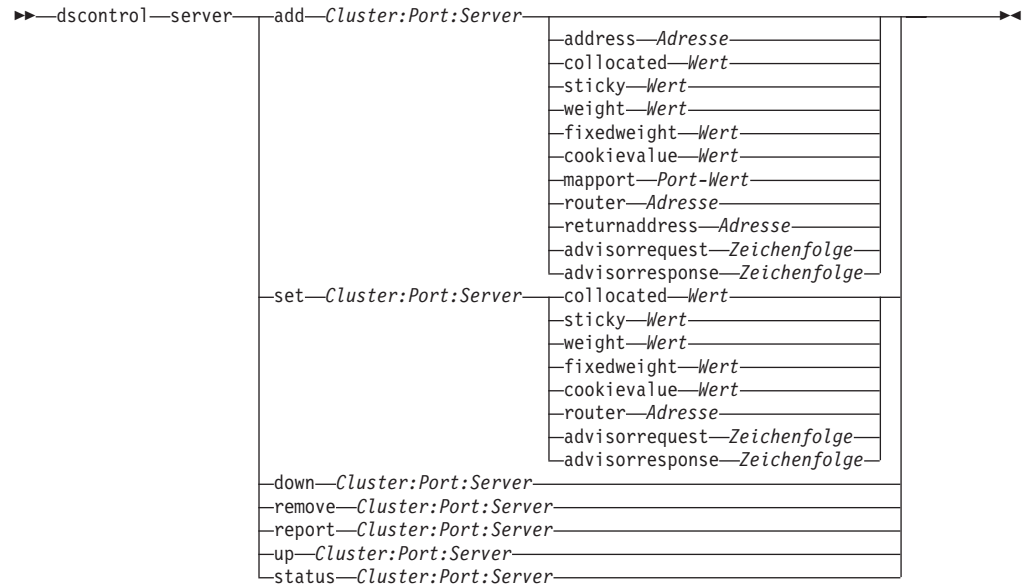 dscontrol server add Cluster:Port:Server
address Adresse
collocated Wert
sticky Wert
weight Wert
fixedweight Wert
cookievalue Wert
mapport Port-Wert
router Adresse
returnaddress Adresse
advisorrequest Zeichenfolge
advisorresponse Zeichenfolge
set Cluster:Port:Server collocated Wert
sticky Wert
weight Wert
fixedweight Wert
cookievalue Wert
router Adresse
advisorrequest Zeichenfolge
advisorresponse Zeichenfolge
down Cluster:Port:Server
remove Cluster:Port:Server
report Cluster:Port:Server
up Cluster:Port:Server
status Cluster:Port:Server